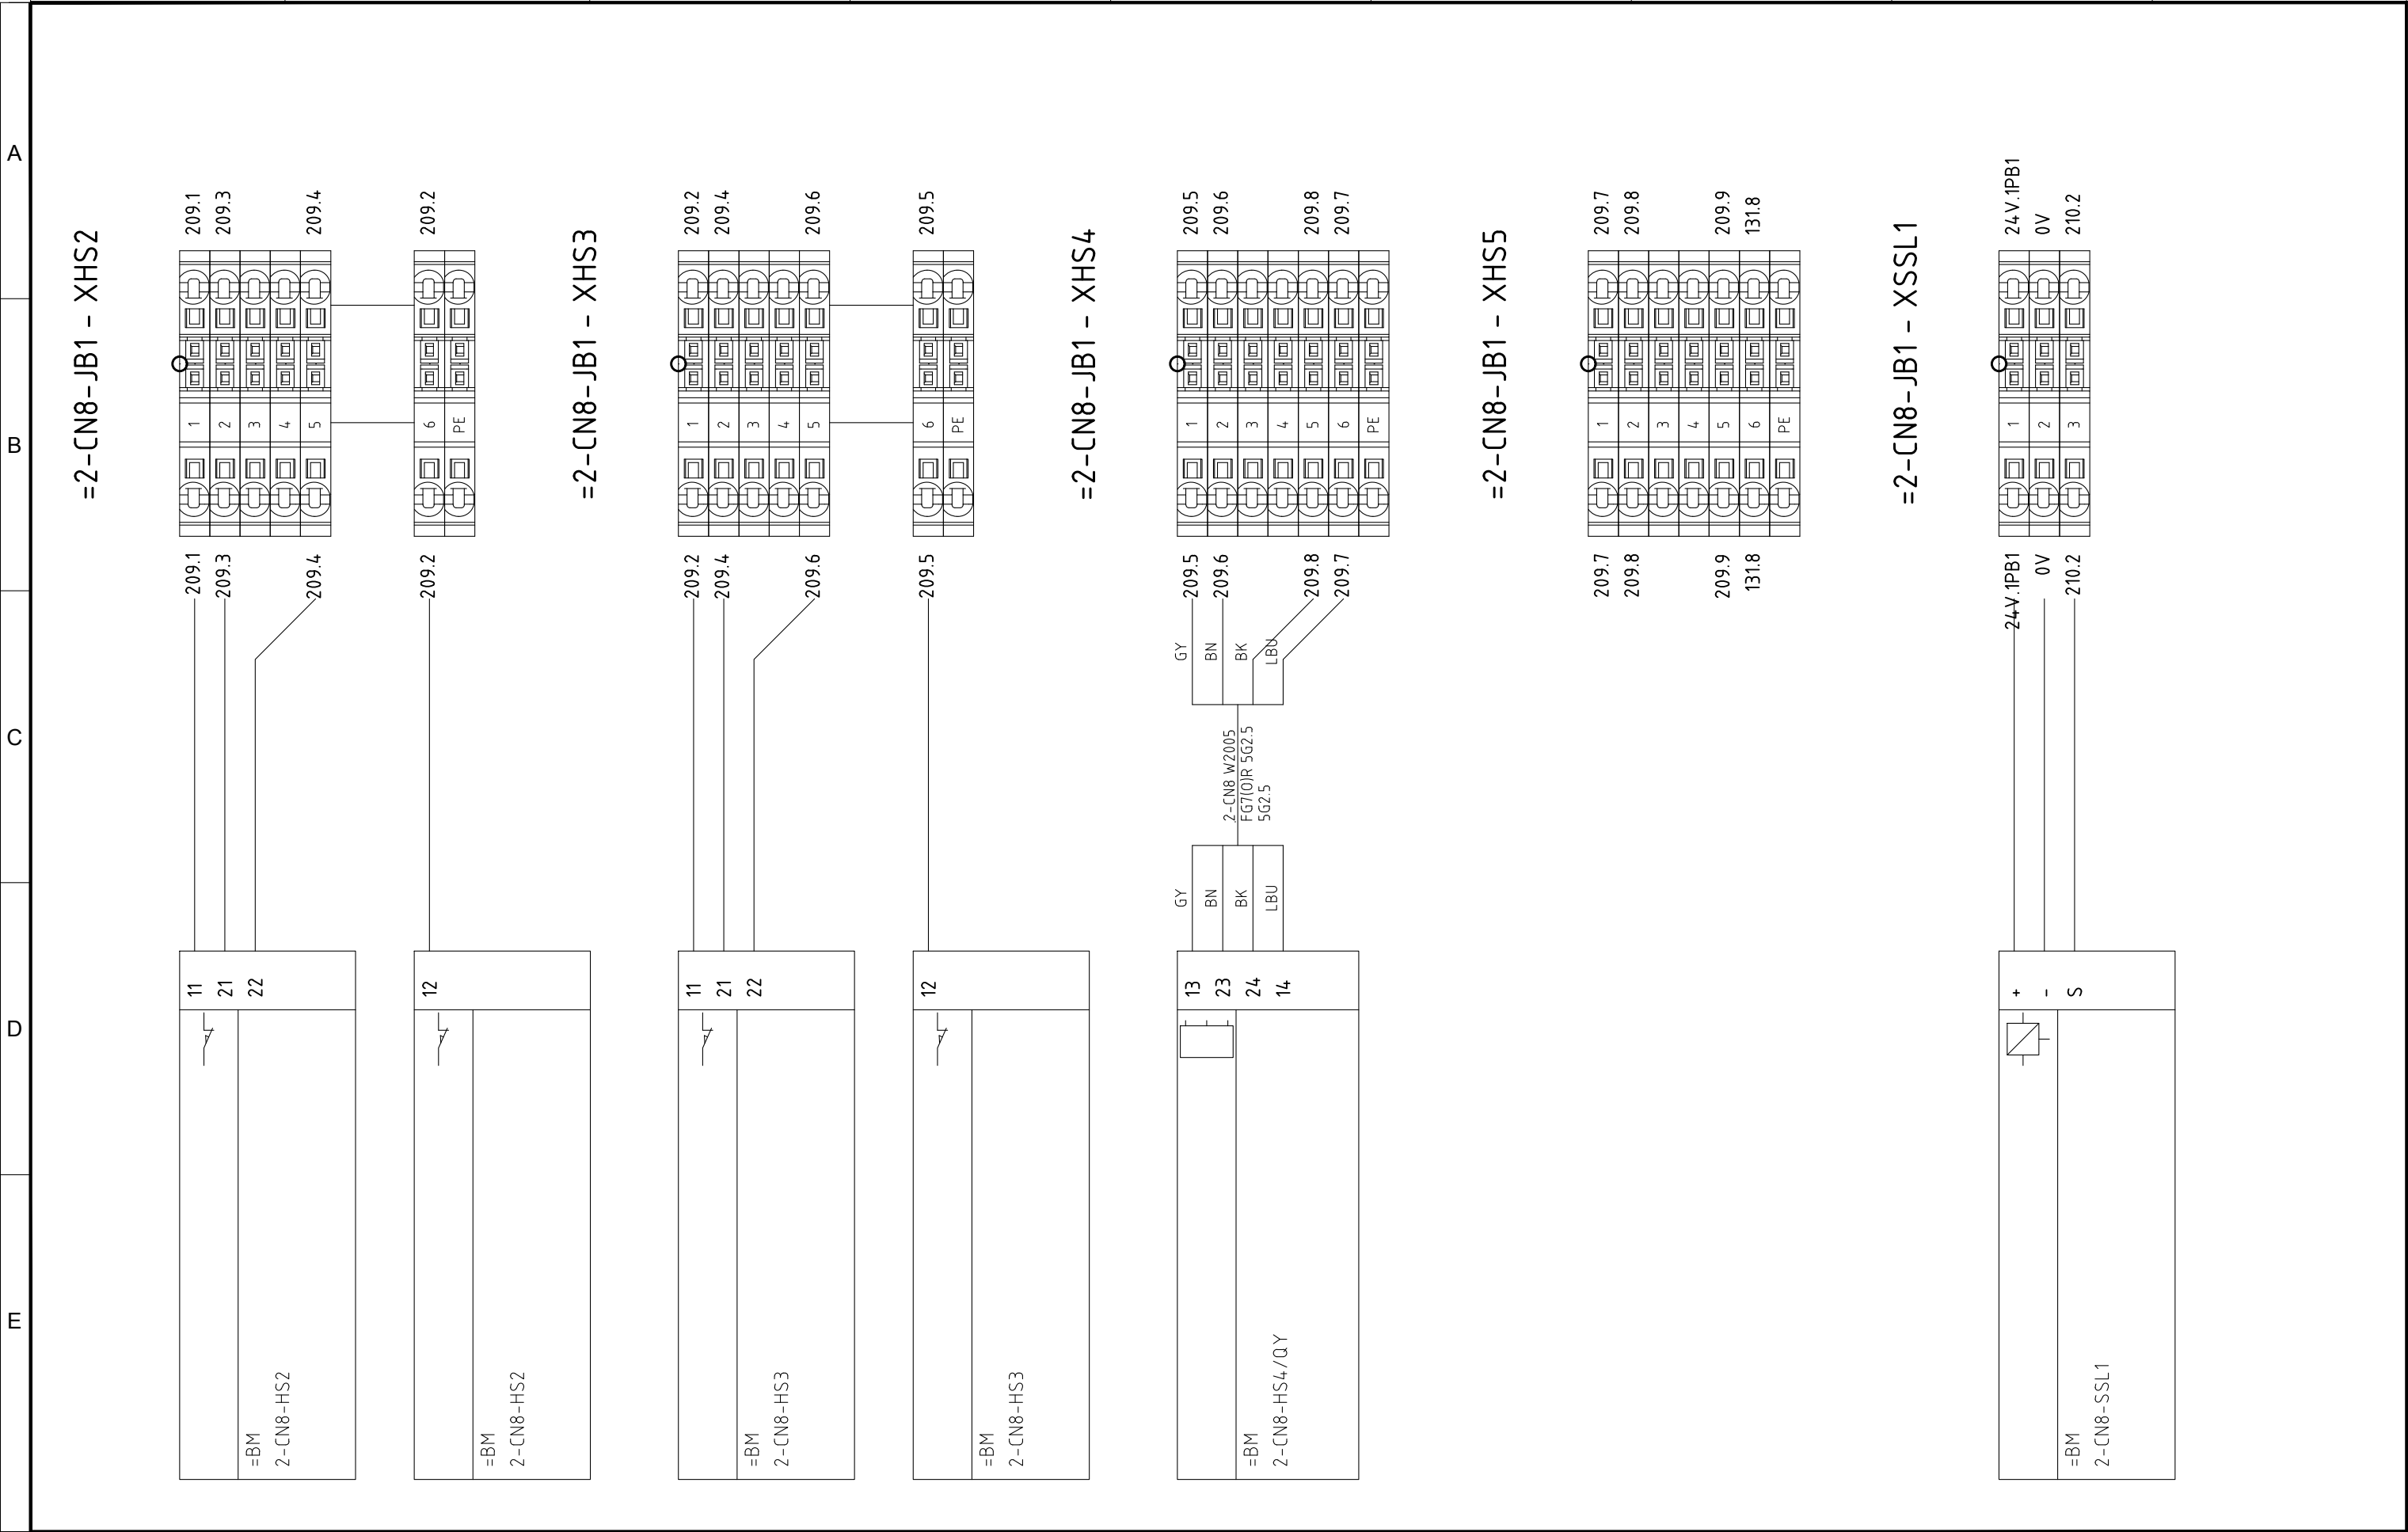 A
B
C
D
E
=2-CN8-JB1 - XHS2
209.1
209.3
209.4
209.2
1
2
3
4
5
6
PE
209.1
209.3
209.4
209.2
11
21
22
=BM
2-CN8-HS2
12
=BM
2-CN8-HS2
=2-CN8-JB1 - XHS3
209.2
209.4
209.6
209.5
1
2
3
4
5
6
PE
209.2
209.4
209.6
209.5
11
21
22
=BM
2-CN8-HS3
12
=BM
2-CN8-HS3
=2-CN8-JB1 - XHS4
209.5
209.6
209.8
209.7
1
2
3
4
5
6
PE
209.5
209.6
209.8
209.7
GY
BN
BK
LBU
2-CN8 W2005
FG7(O)R 5G2.5
5G2.5
GY
BN
BK
LBU
13
23
24
14
=BM
2-CN8-HS4/QY
=2-CN8-JB1 - XHS5
209.7
209.8
209.9
131.8
1
2
3
4
5
6
PE
209.7
209.8
209.9
131.8
=2-CN8-JB1 - XSSL1
24V.1PB1
0V
210.2
1
2
3
24V.1PB1
0V
210.2
+
-
S
=BM
2-CN8-SSL1